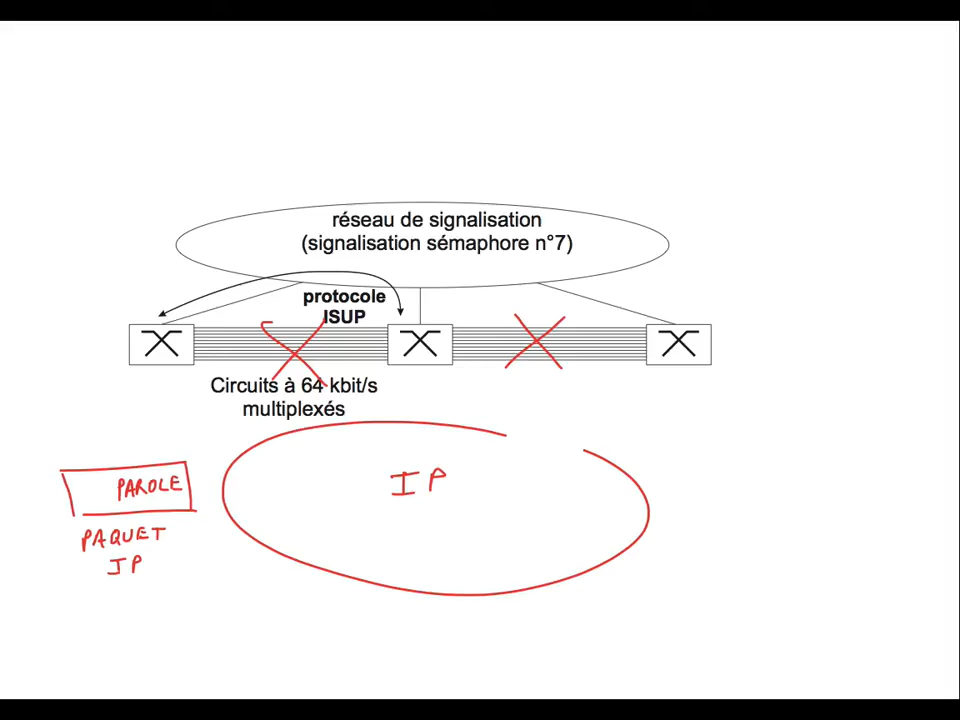 réseau de signalisation
(signalisation sémaphore n°7)
protocole
ISUP
Circuits à 64 kbit/s
multiplexés
IP
PAROLE
PAQUET
IP